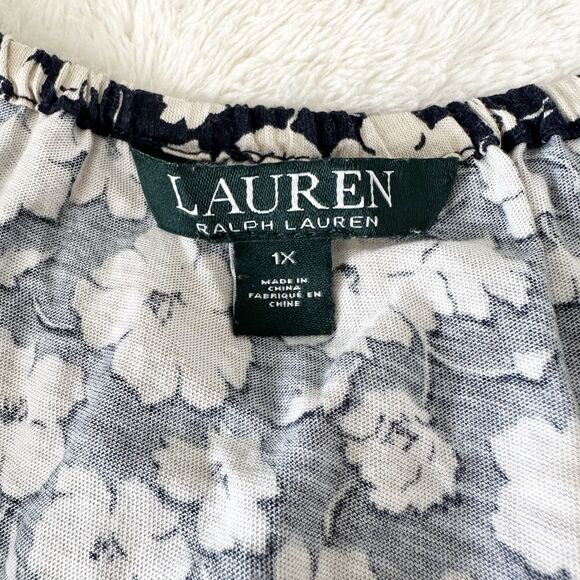 LAUREN
RALPH LAUREN
1X
MADE IN
CHINA
FABRIQUÉ EN
CHINE